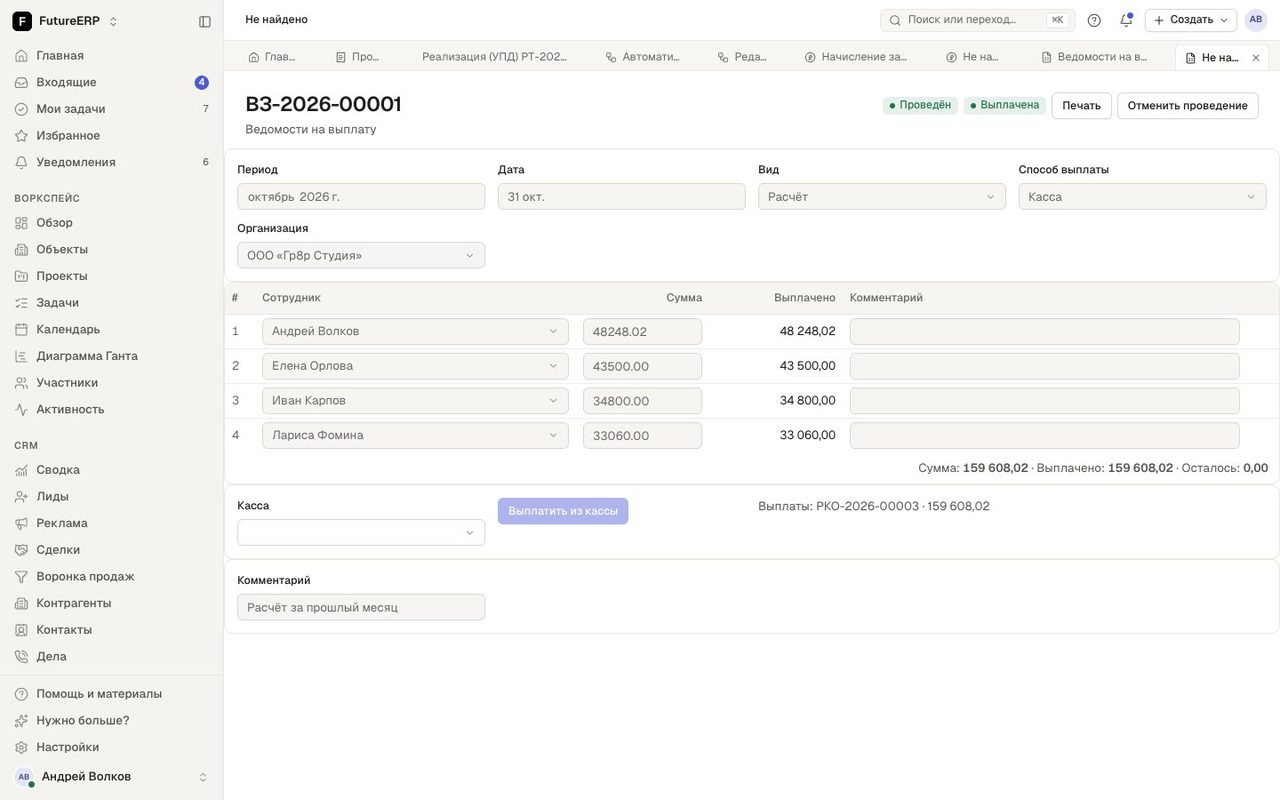 F FutureERP
Главная
Входящие 4
Мои задачи 7
Избранное
Уведомления 6
ВОРКСПЕЙС
Обзор
Объекты
Проекты
Задачи
Календарь
Диаграмма Ганта
Участники
Активность
CRM
Сводка
Лиды
Реклама
Сделки
Воронка продаж
Контрагенты
Контакты
Дела
Помощь и материалы
Нужно больше?
Настройки
АВ Андрей Волков
Не найдено
Поиск или переход... ⌘K
Создать
АВ
Глав...
Про...
Реализация (УПД) РТ-202...
Автомати...
Реда...
Начисление за...
Не на...
Ведомости на в...
Не на...
ВЗ-2026-00001
Ведомости на выплату
Проведён Выплачена Печать Отменить проведение
Период Дата Вид Способ выплаты
октябрь 2026 г. 31 окт. Расчёт Касса
Организация
ООО «Гр8р Студия»
# Сотрудник Сумма Выплачено Комментарий
1 Андрей Волков 48248.02 48 248,02
2 Елена Орлова 43500.00 43 500,00
3 Иван Карпов 34800.00 34 800,00
4 Лариса Фомина 33060.00 33 060,00
Сумма: 159 608,02 · Выплачено: 159 608,02 · Осталось: 0,00
Касса
Выплатить из кассы
Выплаты: РКО-2026-00003 · 159 608,02
Комментарий
Расчёт за прошлый месяц